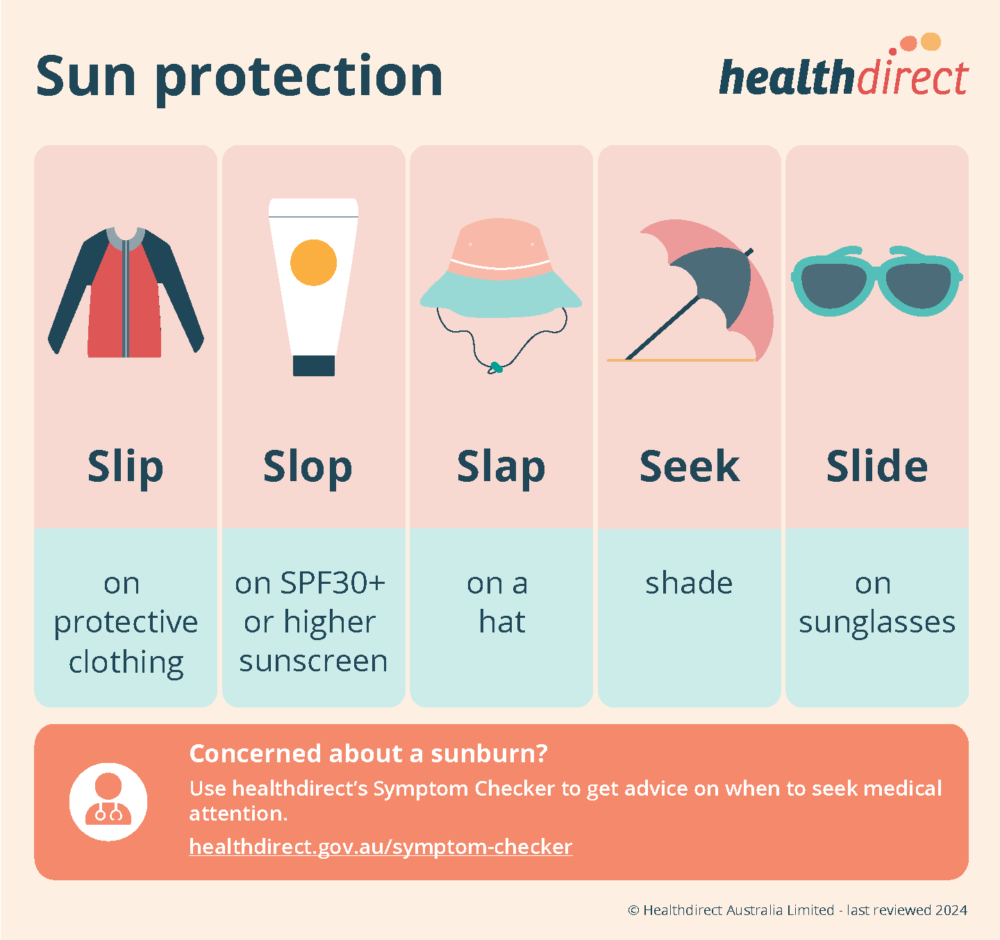 Sun protection
healthdirect
Slip
on
protective
clothing
Slop
on SPF30+
or higher
sunscreen
Slap
on a
hat
Seek
shade
Slide
on
sunglasses
Concerned about a sunburn?
Use healthdirect’s Symptom Checker to get advice on when to seek medical
attention.
healthdirect.gov.au/symptom-checker
© Healthdirect Australia Limited - last reviewed 2024